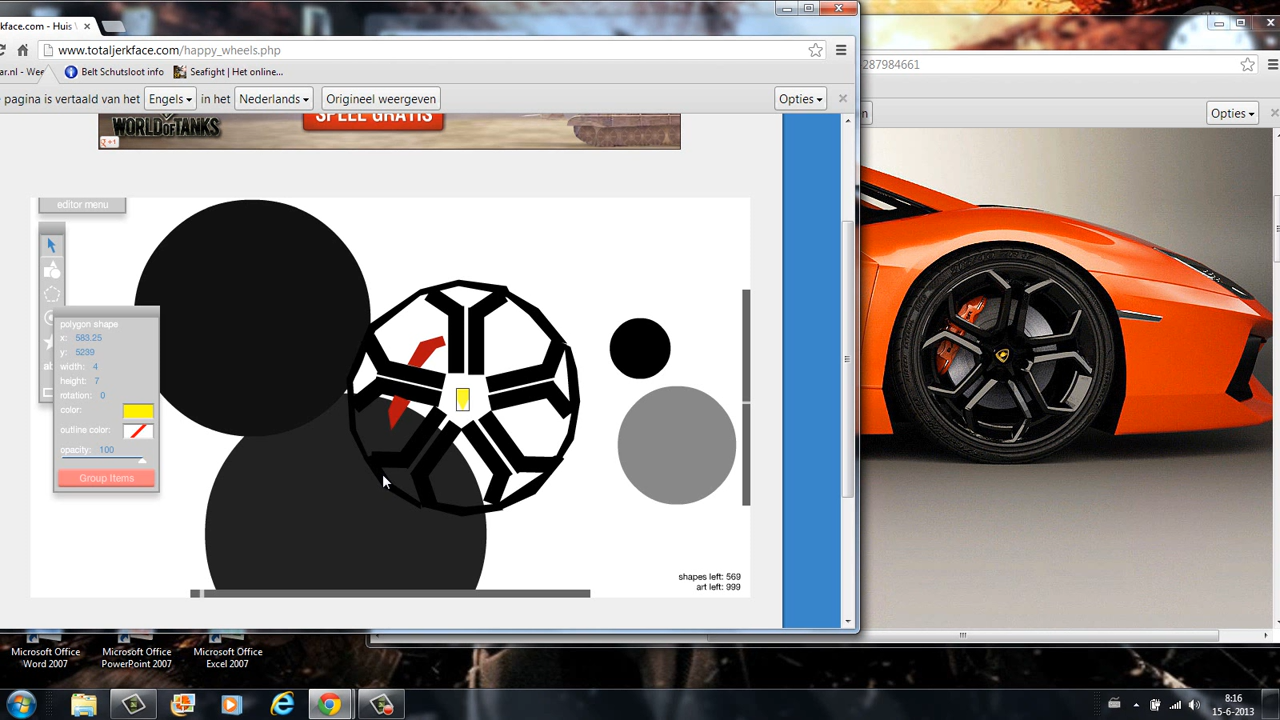 kface.com - Huis
www.totaljerkface.com/happy_wheels.php
287984661
Belt Schutsloot info
Seafight | Het online...
pagina is vertaald van het Engels in het Nederlands Origineel weergeven Opties
Opties
WORLD OF TANKS
SPEEL GRATIS
+1
editor menu
polygon shape
x: 583.25
y: 5239
width: 4
height: 7
rotation: 0
color:
outline color:
opacity: 100
Group Items
shapes left: 569
art left: 999
Microsoft Office Word 2007
Microsoft Office PowerPoint 2007
Microsoft Office Excel 2007
8:16
15-6-2013